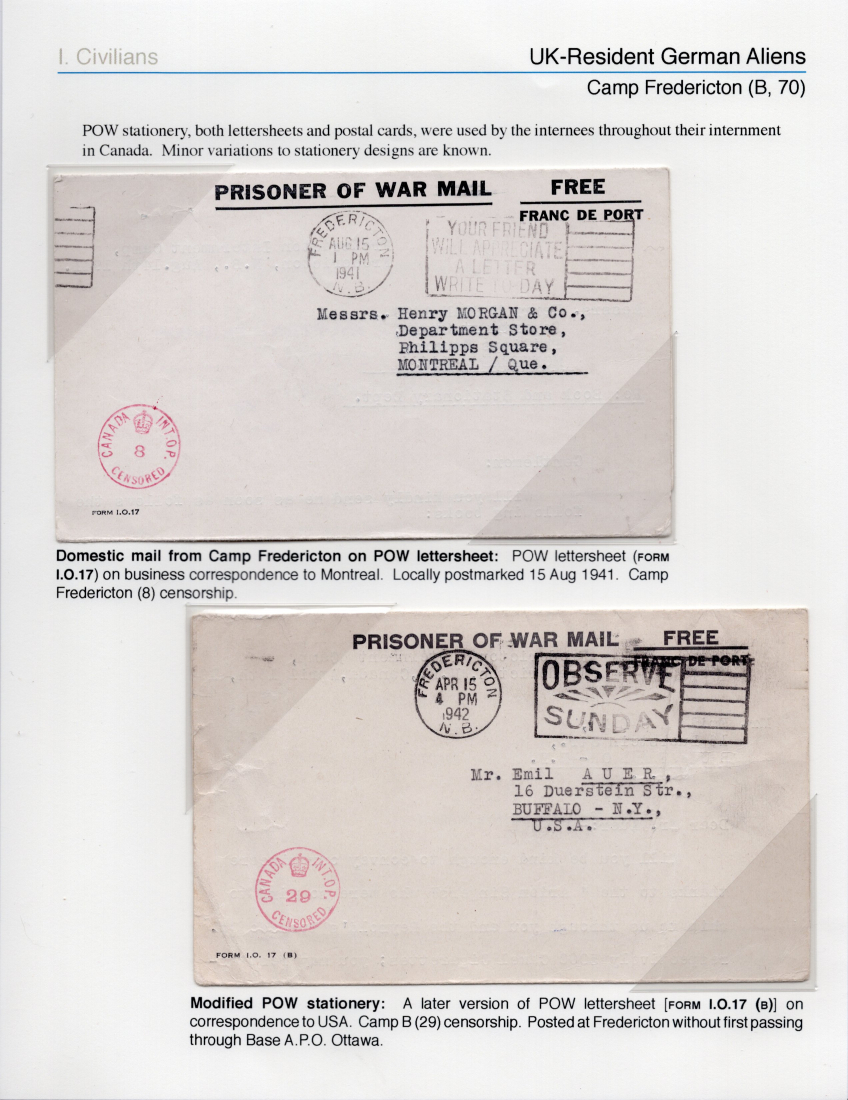 I. Civilians
UK-Resident German Aliens
Camp Fredericton (B, 70)
POW stationery, both lettersheets and postal cards, were used by the internees throughout their internment
in Canada. Minor variations to stationery designs are known.
PRISONER OF WAR MAIL
FREE
FRANC DE PORT
FREDERICTON
AUG 15
1 PM
1941
N.B.
YOUR FRIEND
WILL APPRECIATE
A LETTER
WRITE TO-DAY
Messrs. Henry MORGAN & Co.,
Department Store,
Philipps Square,
MONTREAL / Que.
CANADA INT. OP.
8
CENSORED
FORM I.O.17
Domestic mail from Camp Fredericton on POW lettersheet: POW lettersheet (FORM
I.O.17) on business correspondence to Montreal. Locally postmarked 15 Aug 1941. Camp
Fredericton (8) censorship.
PRISONER OF WAR MAIL
FREE
FRANC DE PORT
FREDERICTON
APR 15
4 PM
1942
N.B.
OBSERVE
SUNDAY
Mr. Emil AUER,
16 Duerstein Str.,
BUFFALO - N.Y.,
U.S.A.
CANADA INT. OP.
29
CENSORED
FORM I.O. 17 (B)
Modified POW stationery: A later version of POW lettersheet [FORM I.O.17 (B)] on
correspondence to USA. Camp B (29) censorship. Posted at Fredericton without first passing
through Base A.P.O. Ottawa.